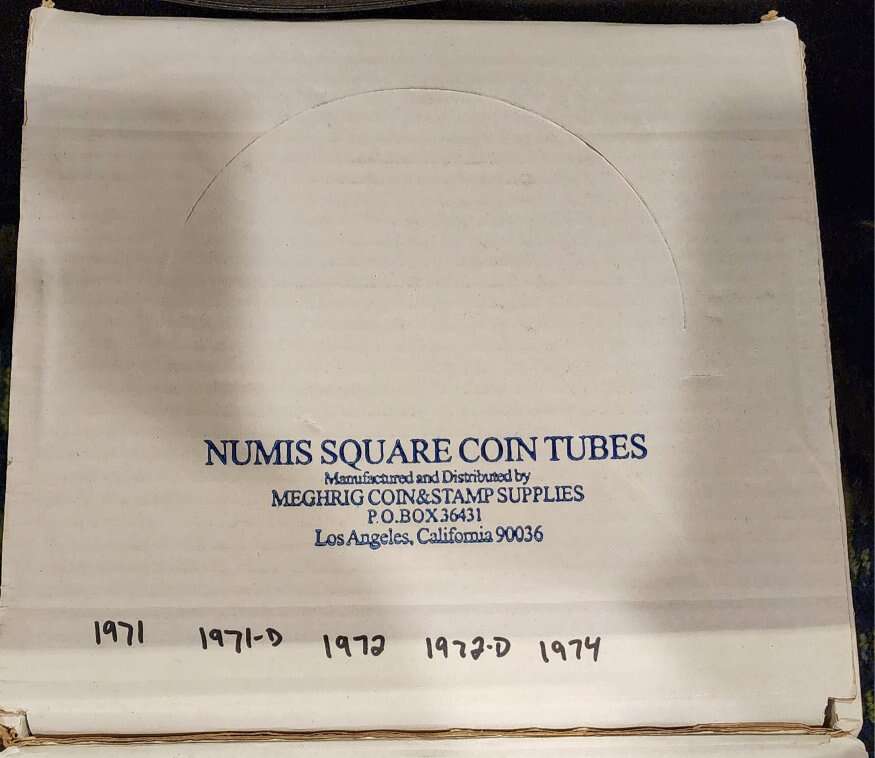 NUMIS SQUARE COIN TUBES
Manufactured and Distributed by
MEGHRIG COIN&STAMP SUPPLIES
P.O.BOX 36431
Los Angeles, California 90036
1971 1971-D 1972 1972-D 1974